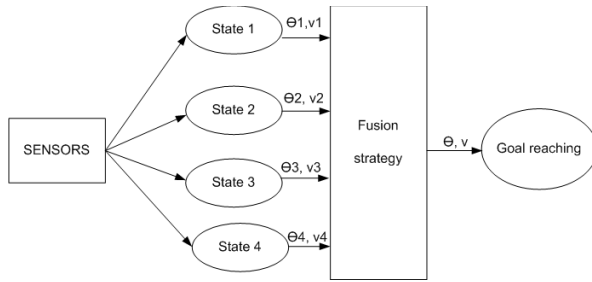 State 1
ϴ1,v1
State 2
ϴ2, v2
SENSORS
Fusion
strategy
ϴ, v
Goal reaching
State 3
ϴ3, v3
State 4
ϴ4, v4